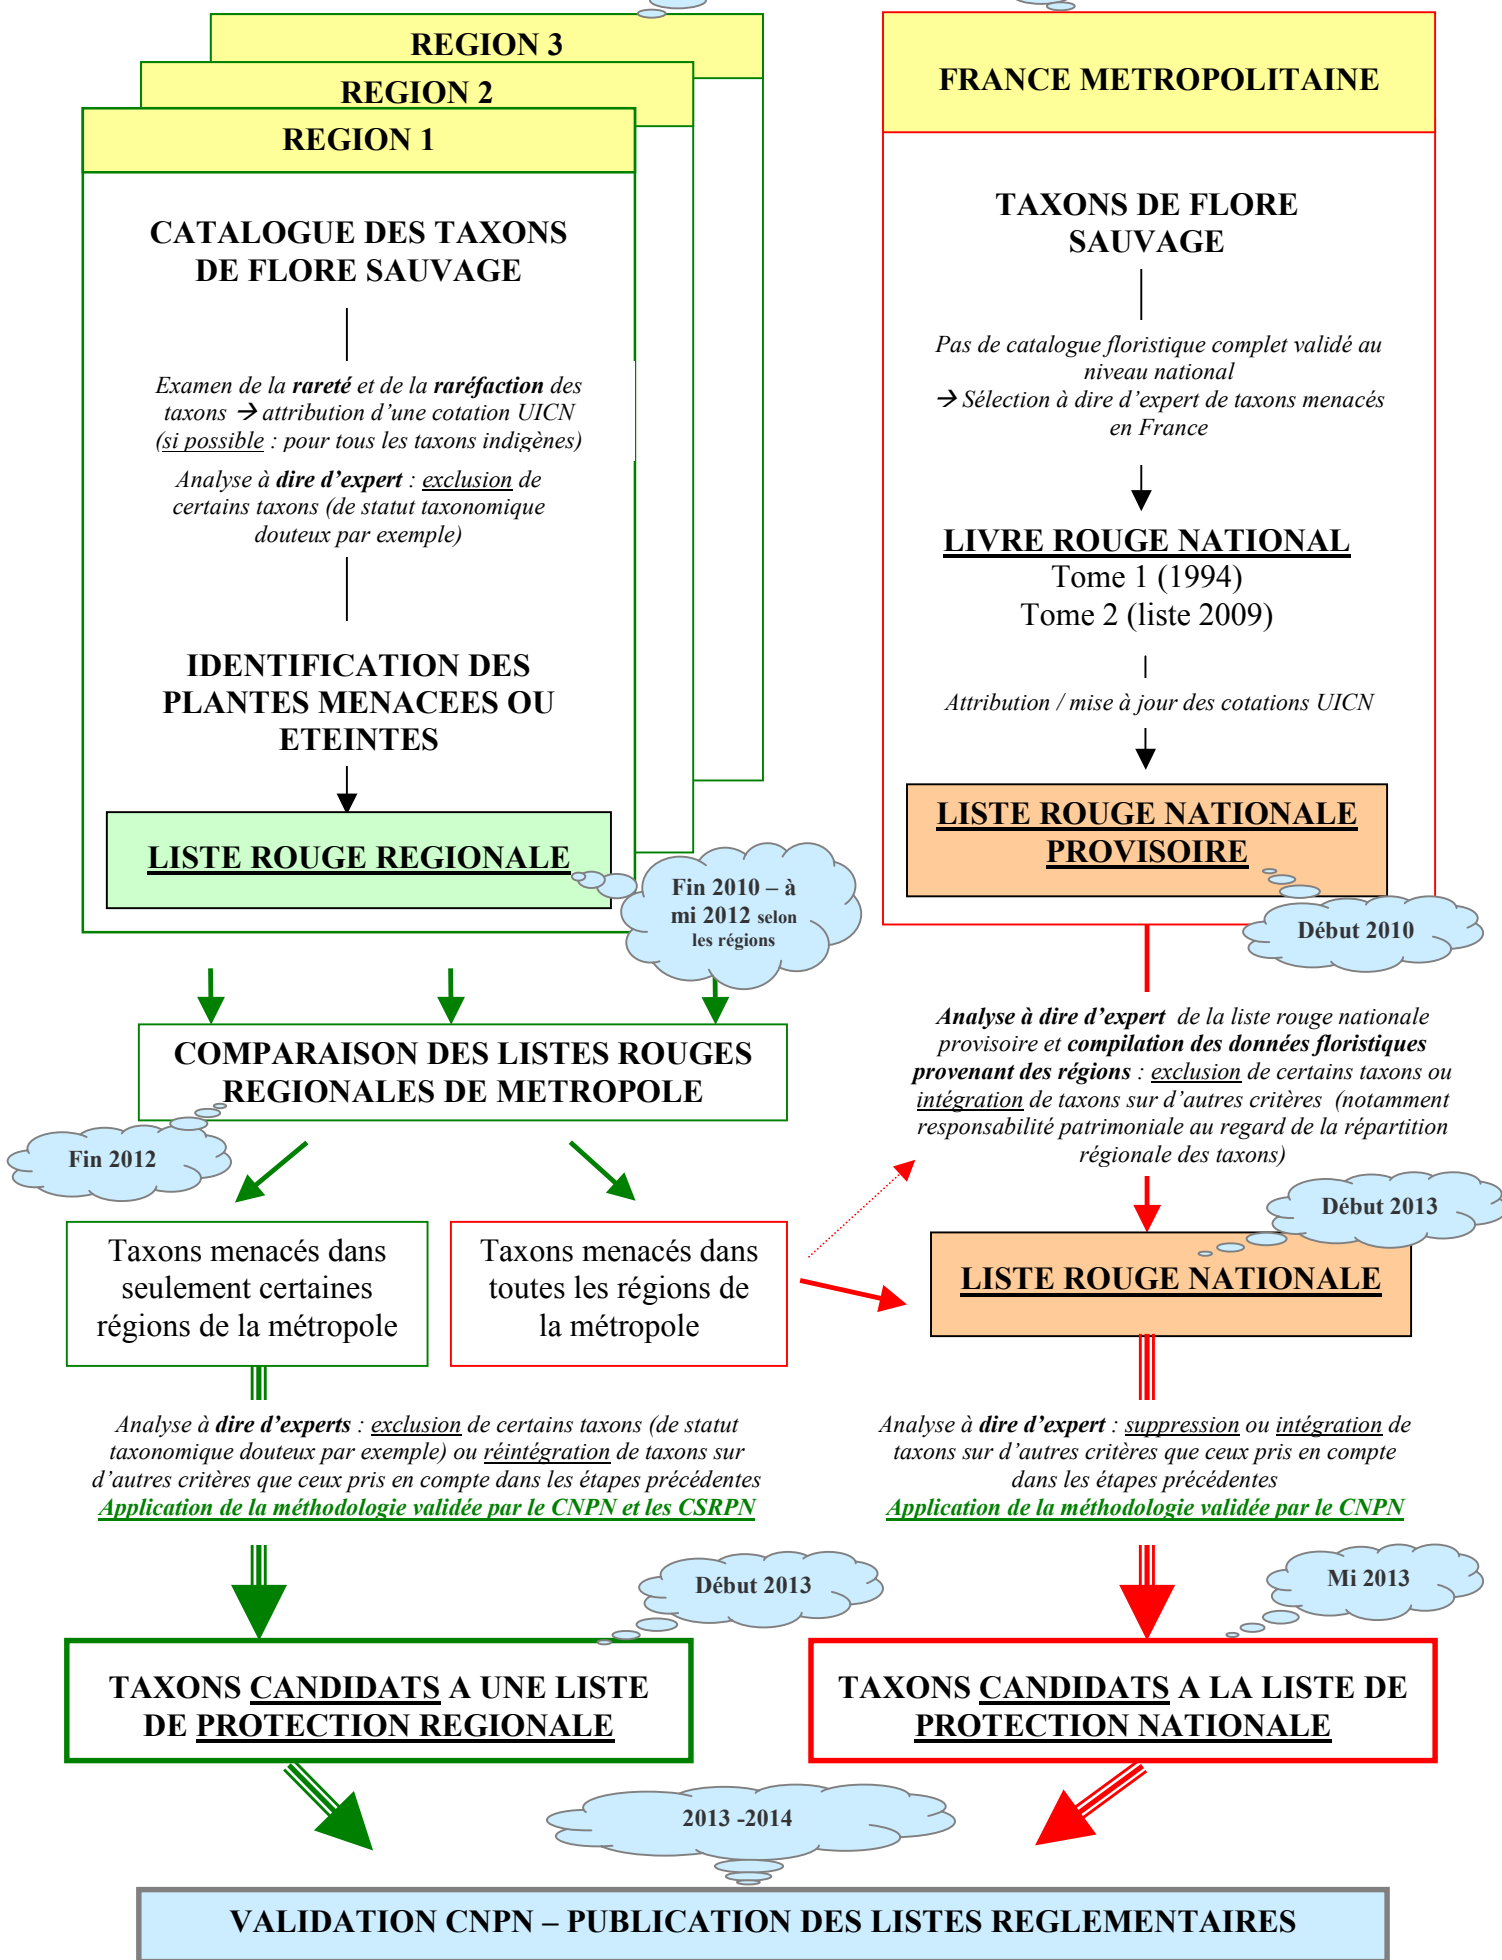 REGION 3
REGION 2
REGION 1
CATALOGUE DES TAXONS
DE FLORE SAUVAGE
Examen de la rareté et de la raréfaction des
taxons → attribution d’une cotation UICN
(si possible : pour tous les taxons indigènes)
Analyse à dire d’expert : exclusion de
certains taxons (de statut taxonomique
douteux par exemple)
IDENTIFICATION DES
PLANTES MENACEES OU
ETEINTES
LISTE ROUGE REGIONALE
Fin 2010 – à
mi 2012 selon
les régions
FRANCE METROPOLITAINE
TAXONS DE FLORE
SAUVAGE
Pas de catalogue floristique complet validé au
niveau national
→ Sélection à dire d’expert de taxons menacés
en France
LIVRE ROUGE NATIONAL
Tome 1 (1994)
Tome 2 (liste 2009)
Attribution / mise à jour des cotations UICN
LISTE ROUGE NATIONALE
PROVISOIRE
Début 2010
COMPARAISON DES LISTES ROUGES
REGIONALES DE METROPOLE
Fin 2012
Analyse à dire d’expert de la liste rouge nationale
provisoire et compilation des données floristiques
provenant des régions : exclusion de certains taxons ou
intégration de taxons sur d’autres critères (notamment
responsabilité patrimoniale au regard de la répartition
régionale des taxons)
Début 2013
Taxons menacés dans
seulement certaines
régions de la métropole
Taxons menacés dans
toutes les régions de
la métropole
LISTE ROUGE NATIONALE
Analyse à dire d’experts : exclusion de certains taxons (de statut
taxonomique douteux par exemple) ou réintégration de taxons sur
d’autres critères que ceux pris en compte dans les étapes précédentes
Application de la méthodologie validée par le CNPN et les CSRPN
Analyse à dire d’expert : suppression ou intégration de
taxons sur d’autres critères que ceux pris en compte
dans les étapes précédentes
Application de la méthodologie validée par le CNPN
Début 2013
Mi 2013
TAXONS CANDIDATS A UNE LISTE
DE PROTECTION REGIONALE
TAXONS CANDIDATS A LA LISTE DE
PROTECTION NATIONALE
2013 -2014
VALIDATION CNPN – PUBLICATION DES LISTES REGLEMENTAIRES